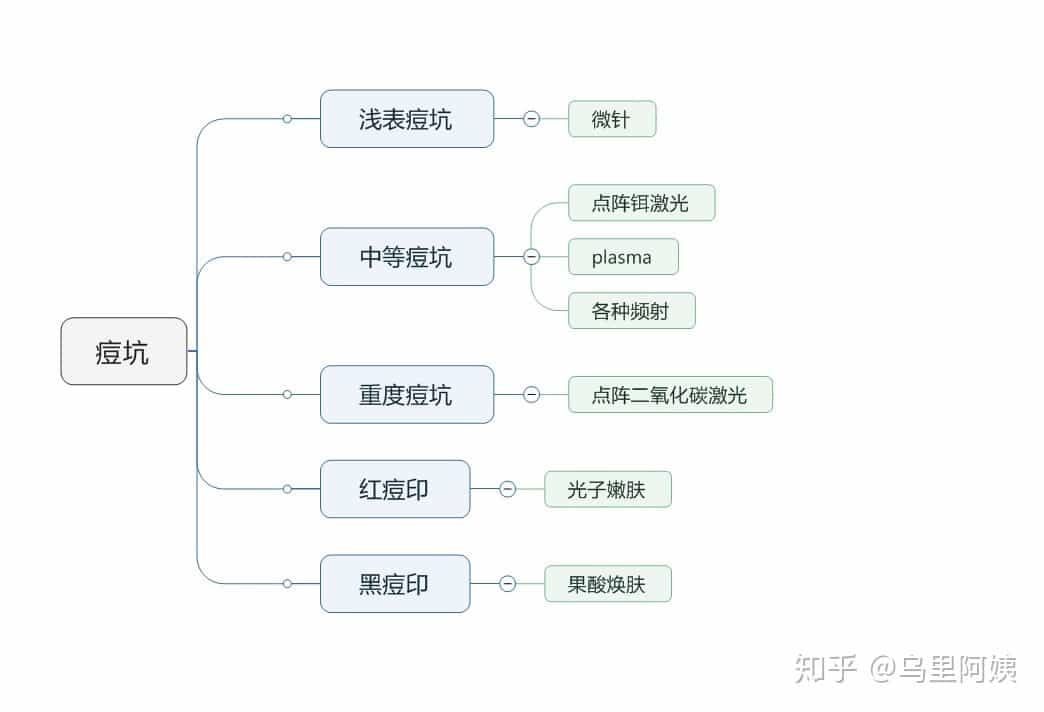 痘坑
浅表痘坑
微针
中等痘坑
点阵铒激光
plasma
各种频射
重度痘坑
点阵二氧化碳激光
红痘印
光子嫩肤
黑痘印
果酸焕肤
知乎 @乌里阿姨